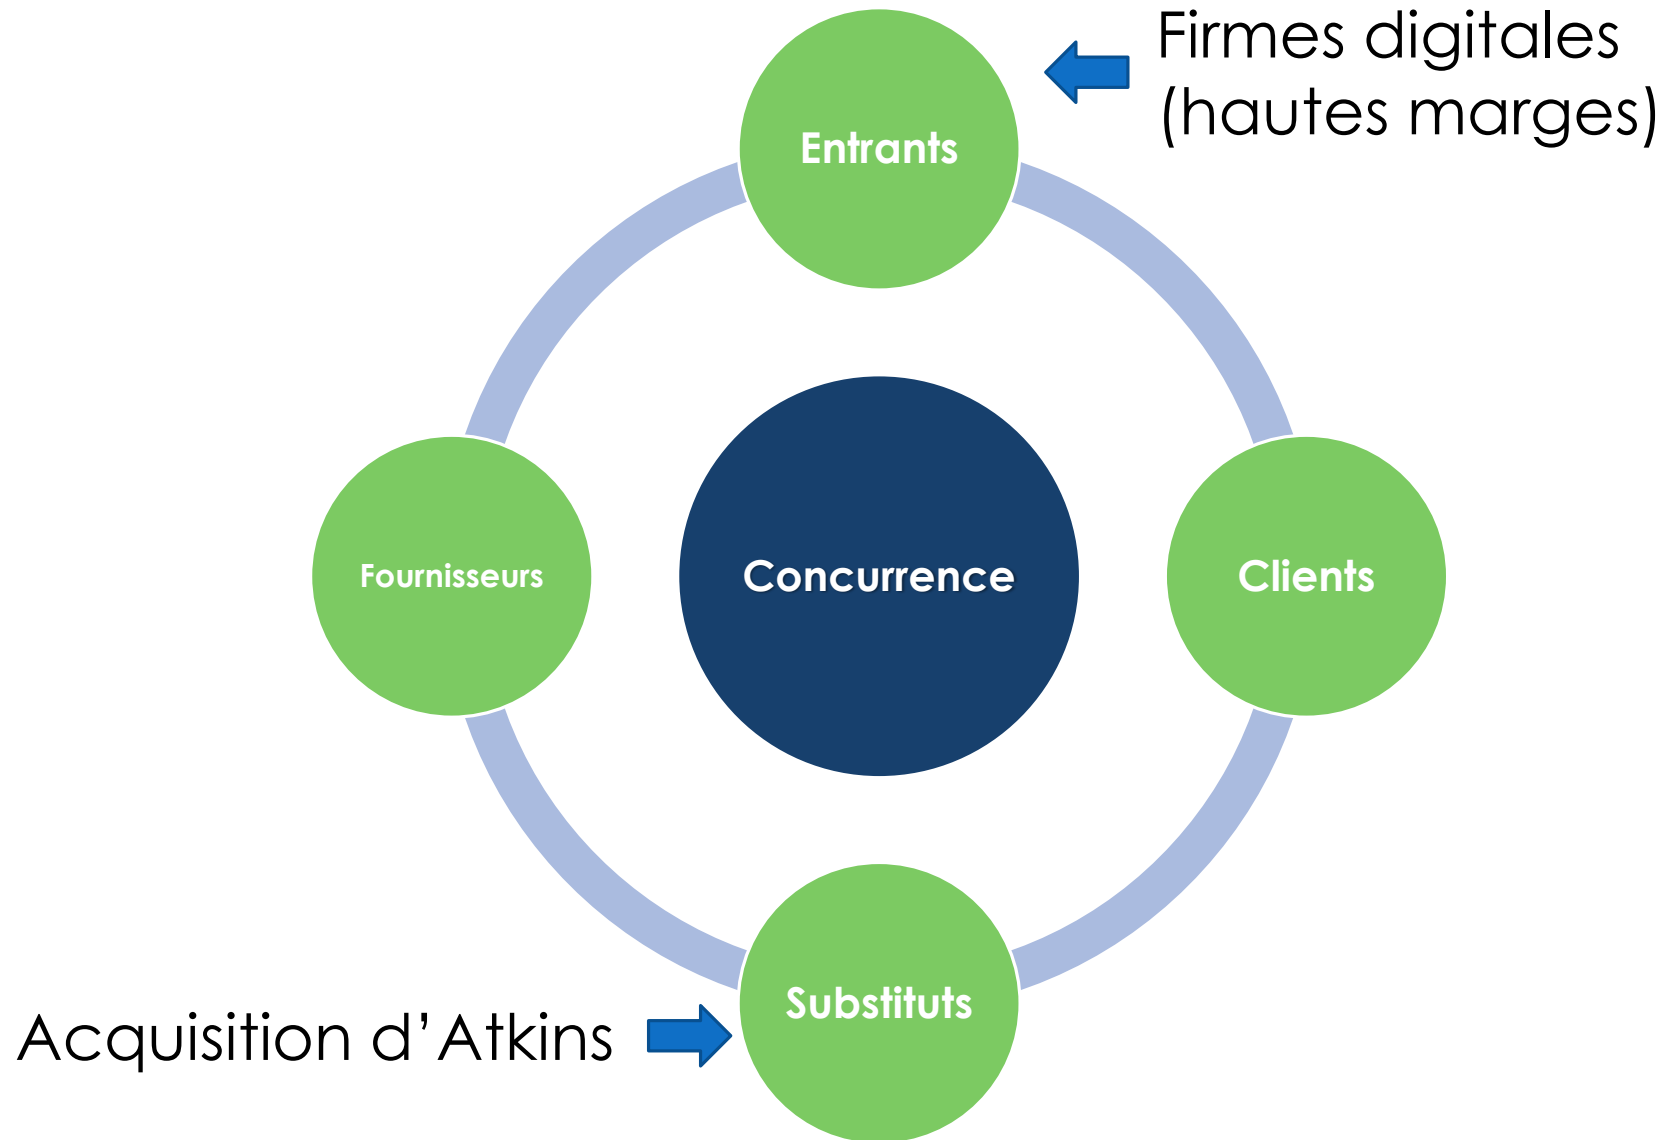 Firmes digitales
(hautes marges)
Entrants
Fournisseurs
Concurrence
Clients
Substituts
Acquisition d’Atkins